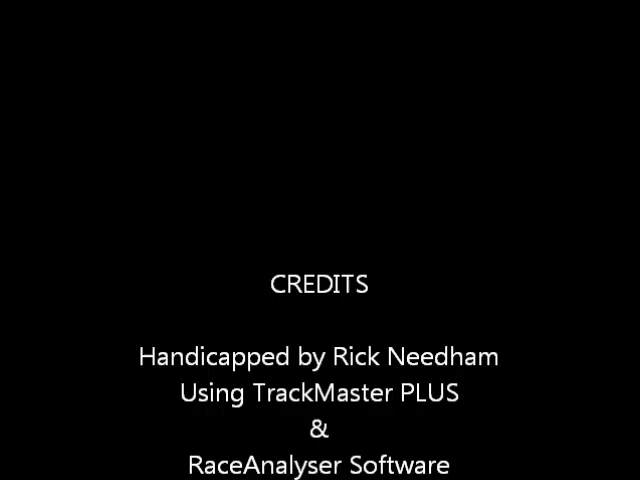 CREDITS
Handicapped by Rick Needham
Using TrackMaster PLUS
&
RaceAnalyser Software